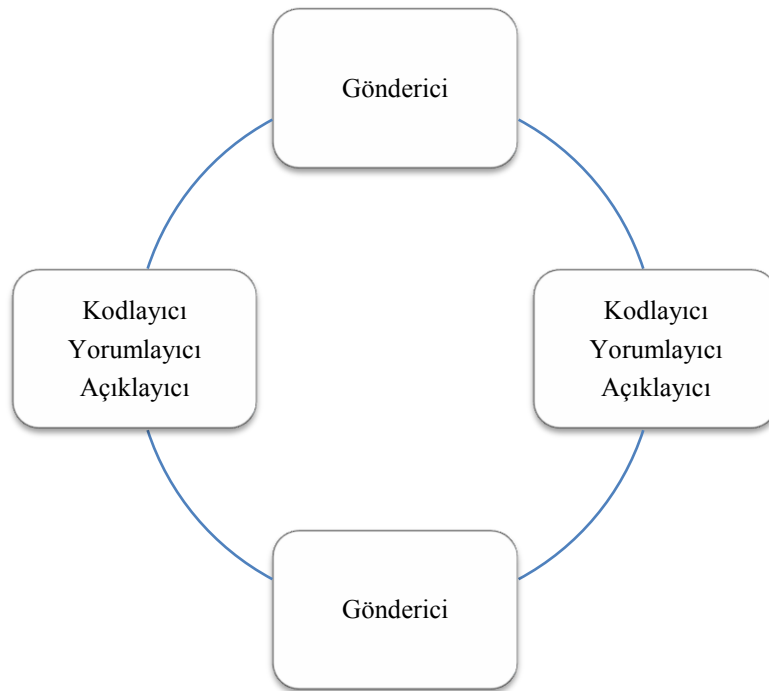 Gönderici
Kodlayıcı
Yorumlayıcı
Açıklayıcı
Kodlayıcı
Yorumlayıcı
Açıklayıcı
Gönderici